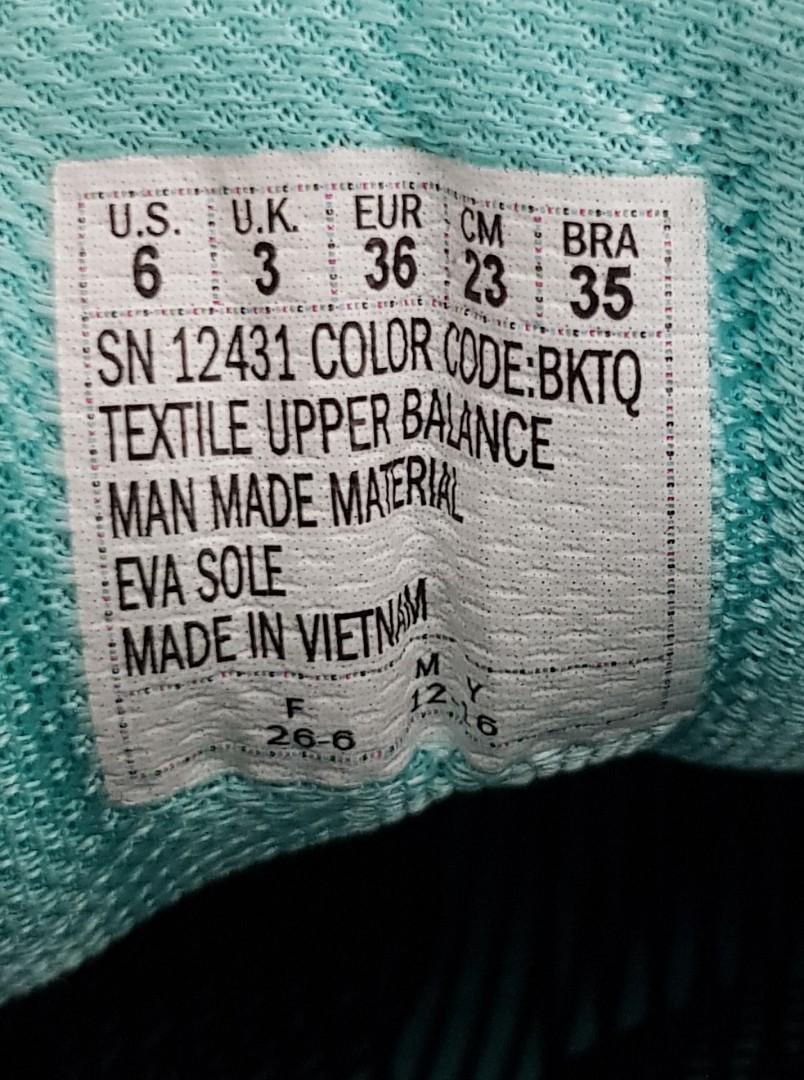 U.S. U.K. EUR CM BRA
6 3 36 23 35
SN 12431 COLOR CODE:BKTQ
TEXTILE UPPER BALANCE
MAN MADE MATERIAL
EVA SOLE
MADE IN VIETNAM
F M Y
26-6 12-16